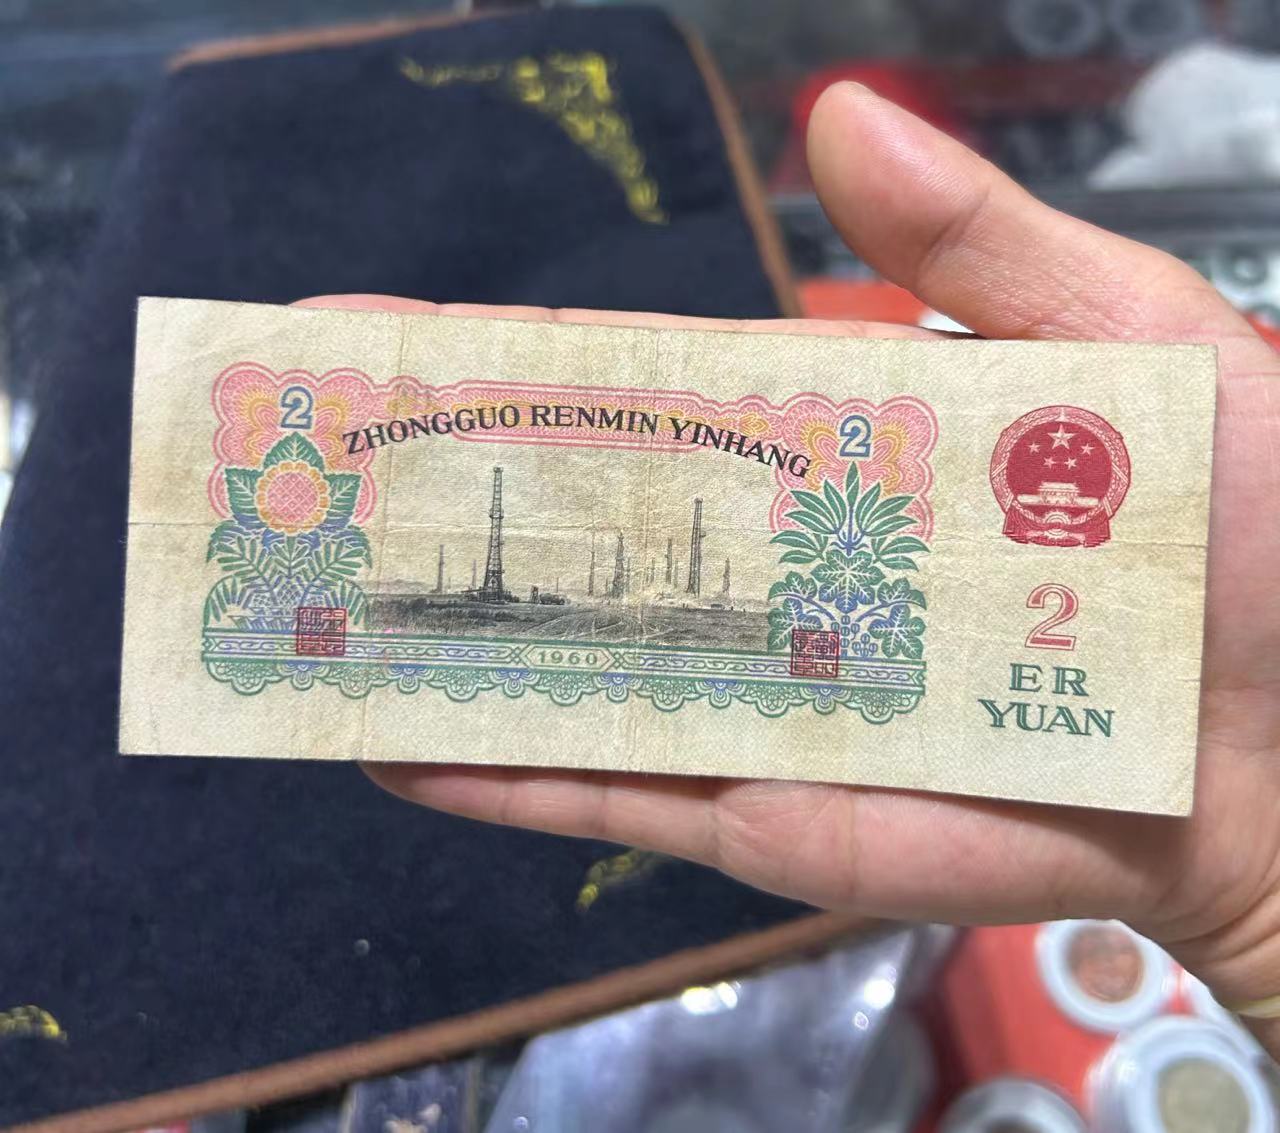 2
2
ZHONGGUO RENMIN YINHANG
1960
2
ER
YUAN